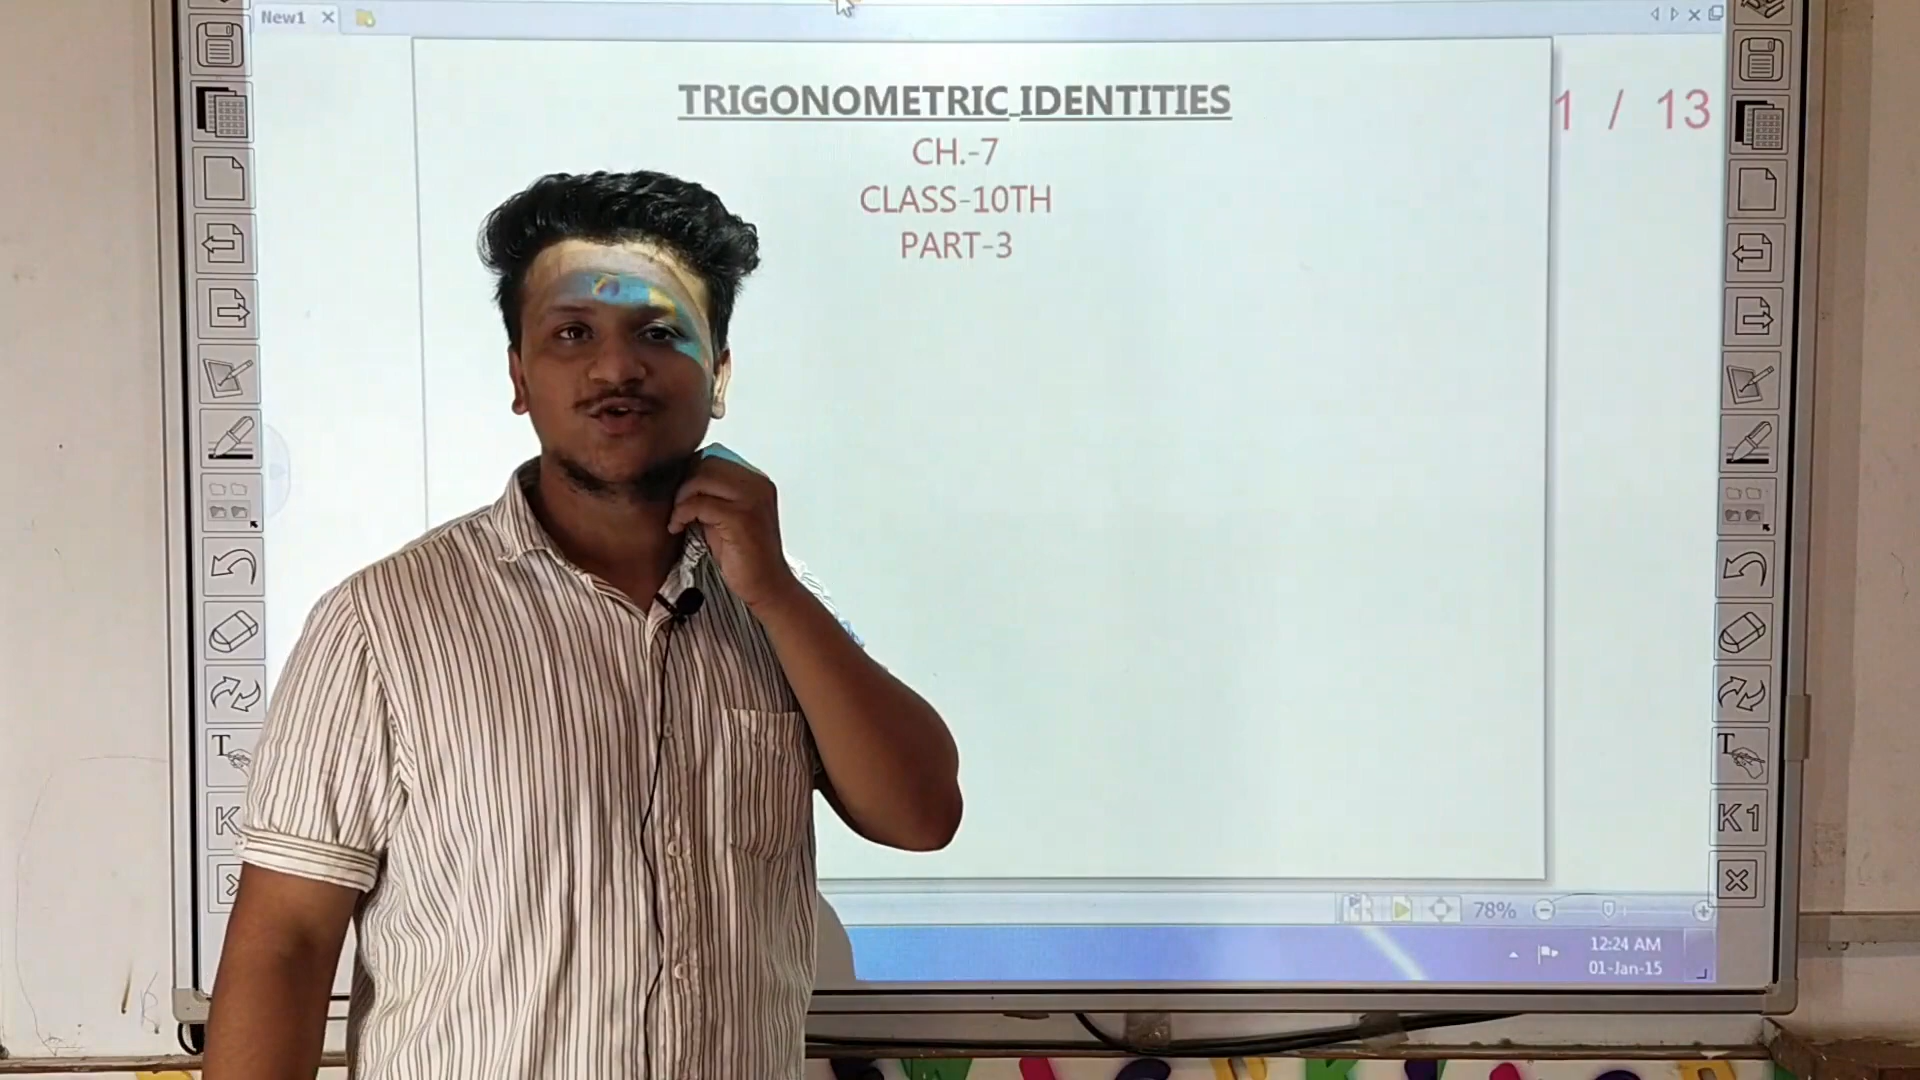 New1
TRIGONOMETRIC IDENTITIES
CH.-7
CLASS-10TH
PART-3
1 / 13
T
T
K
K1
78%
12:24 AM
01-Jan-15